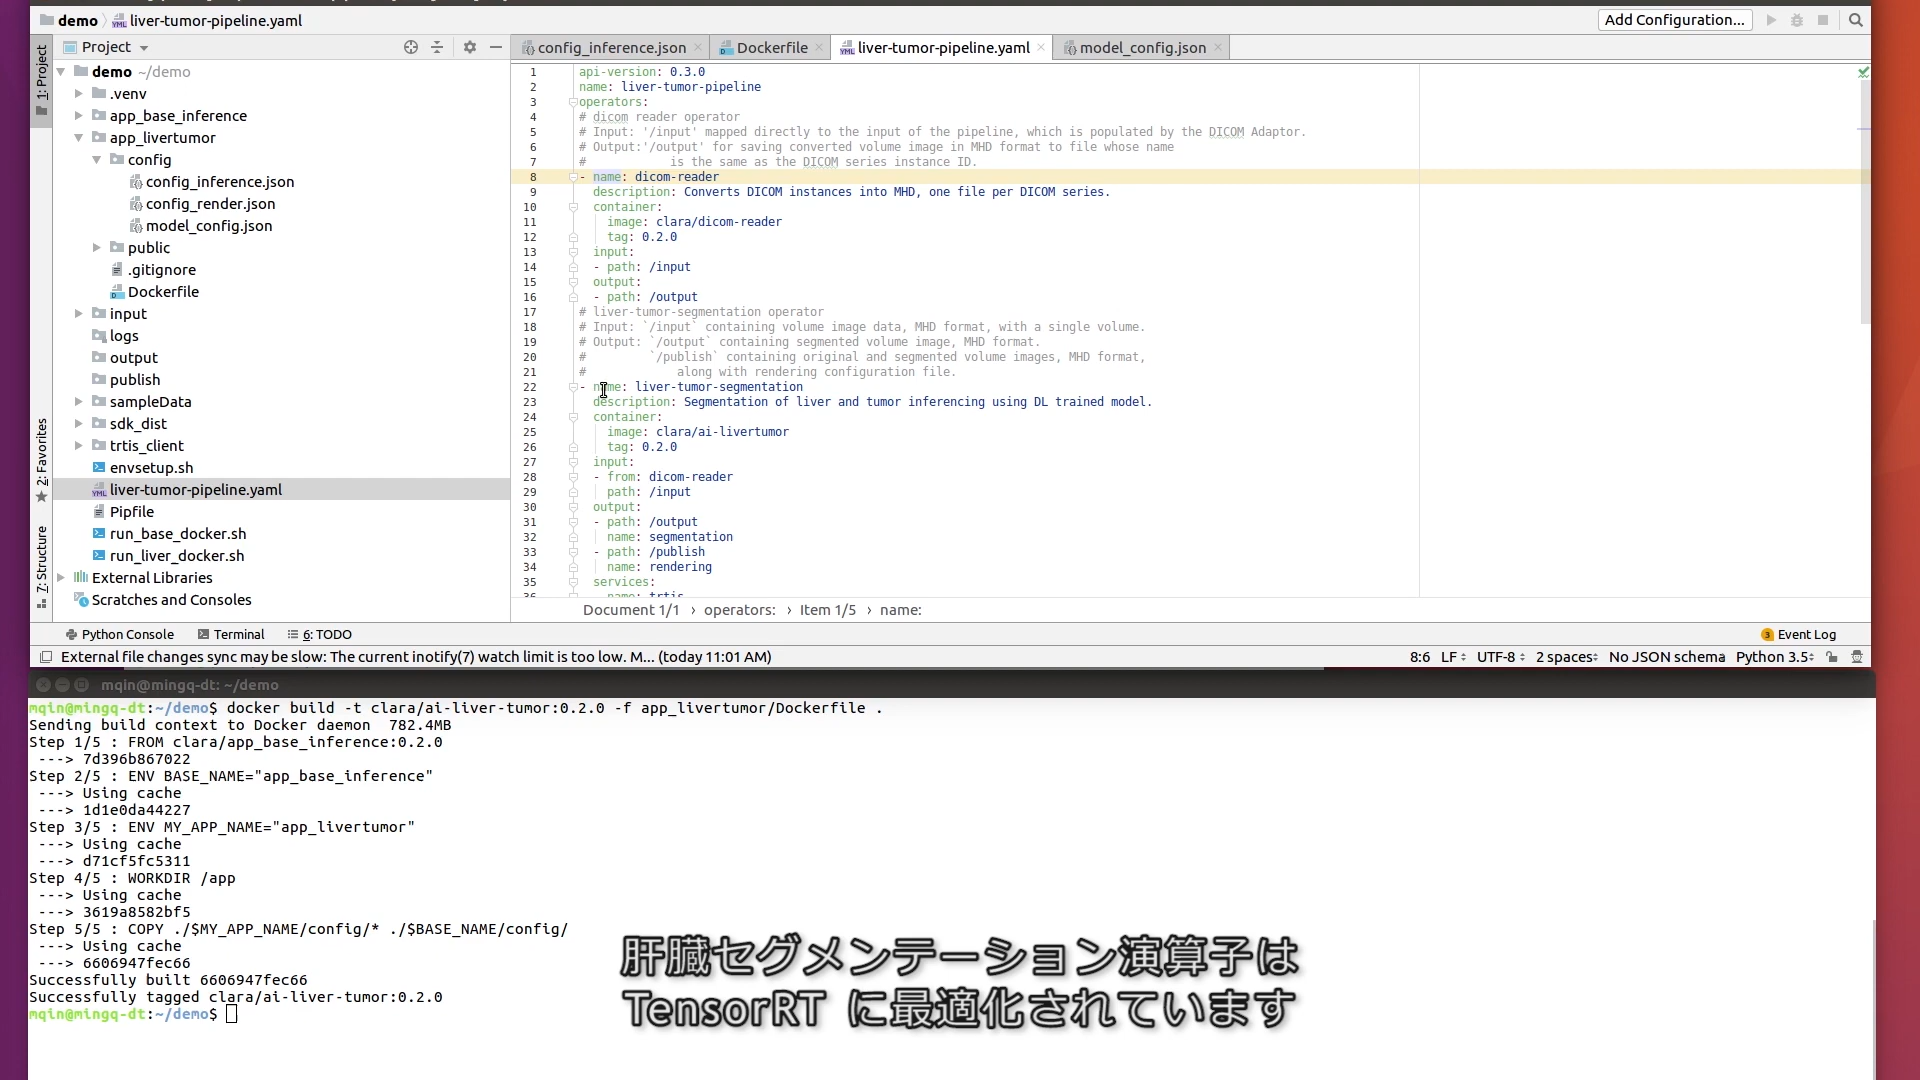 demo
liver-tumor-pipeline.yaml
Add Configuration...
1: Project
2: Favorites
7: Structure
Project
demo ~/demo
.venv
app_base_inference
app_livertumor
config
config_inference.json
config_render.json
model_config.json
public
.gitignore
Dockerfile
input
logs
output
publish
sampleData
sdk_dist
trtis_client
envsetup.sh
liver-tumor-pipeline.yaml
Pipfile
run_base_docker.sh
run_liver_docker.sh
External Libraries
Scratches and Consoles
config_inference.json
Dockerfile
liver-tumor-pipeline.yaml
model_config.json
1 api-version: 0.3.0
2 name: liver-tumor-pipeline
3 operators:
4 # dicom reader operator
5 # Input: '/input' mapped directly to the input of the pipeline, which is populated by the DICOM Adaptor.
6 # Output:'/output' for saving converted volume image in MHD format to file whose name
7 #            is the same as the DICOM series instance ID.
8 - name: dicom-reader
9   description: Converts DICOM instances into MHD, one file per DICOM series.
10   container:
11     image: clara/dicom-reader
12     tag: 0.2.0
13   input:
14   - path: /input
15   output:
16   - path: /output
17 # liver-tumor-segmentation operator
18 # Input: `/input` containing volume image data, MHD format, with a single volume.
19 # Output: `/output` containing segmented volume image, MHD format.
20 #         `/publish` containing original and segmented volume images, MHD format,
21 #             along with rendering configuration file.
22 - name: liver-tumor-segmentation
23   description: Segmentation of liver and tumor inferencing using DL trained model.
24   container:
25     image: clara/ai-livertumor
26     tag: 0.2.0
27   input:
28   - from: dicom-reader
29     path: /input
30   output:
31   - path: /output
32     name: segmentation
33   - path: /publish
34     name: rendering
35   services:
36   - name: trtis
Document 1/1 › operators: › Item 1/5 › name:
Python Console
Terminal
6: TODO
3 Event Log
External file changes sync may be slow: The current inotify(7) watch limit is too low. M... (today 11:01 AM)
8:6 LF UTF-8 2 spaces No JSON schema Python 3.5
mqin@mingq-dt: ~/demo
mqin@mingq-dt:~/demo$ docker build -t clara/ai-liver-tumor:0.2.0 -f app_livertumor/Dockerfile .
Sending build context to Docker daemon  782.4MB
Step 1/5 : FROM clara/app_base_inference:0.2.0
 ---> 7d396b867022
Step 2/5 : ENV BASE_NAME="app_base_inference"
 ---> Using cache
 ---> 1d1e0da44227
Step 3/5 : ENV MY_APP_NAME="app_livertumor"
 ---> Using cache
 ---> d71cf5fc5311
Step 4/5 : WORKDIR /app
 ---> Using cache
 ---> 3619a8582bf5
Step 5/5 : COPY ./$MY_APP_NAME/config/* ./$BASE_NAME/config/
 ---> Using cache
 ---> 6606947fec66
Successfully built 6606947fec66
Successfully tagged clara/ai-liver-tumor:0.2.0
mqin@mingq-dt:~/demo$
肝臓セグメンテーション演算子は
TensorRT に最適化されています